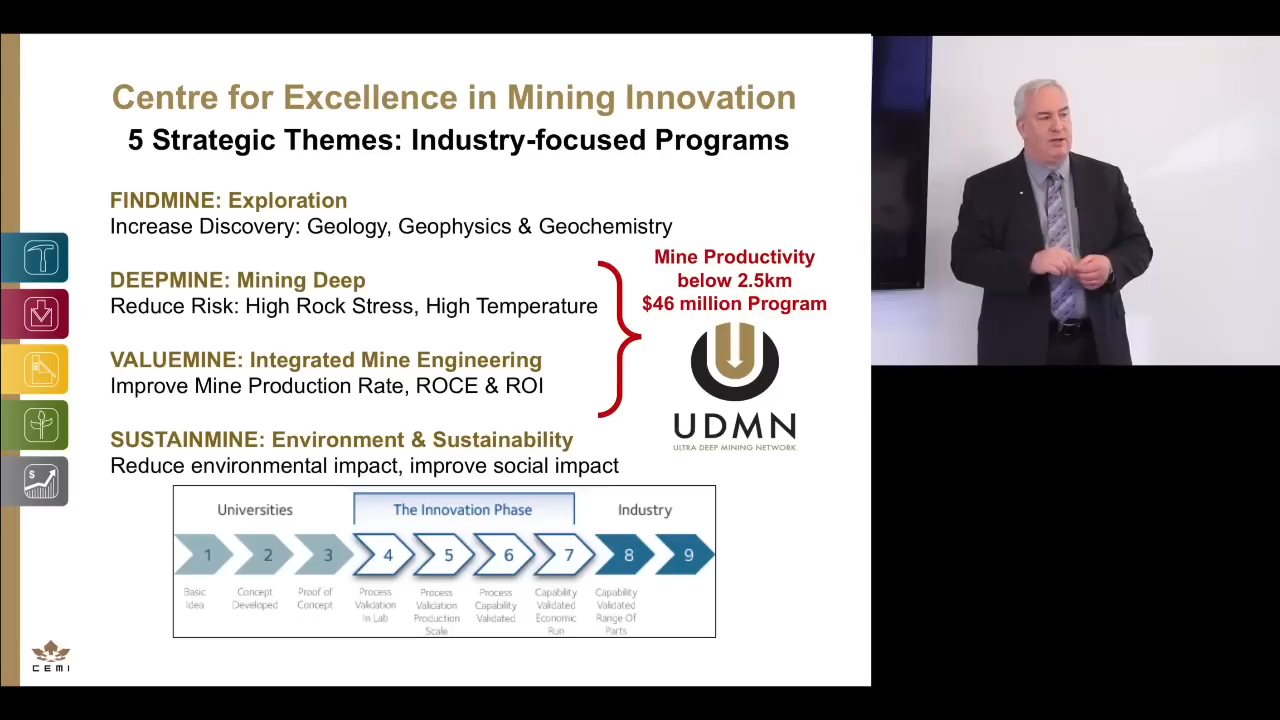 Centre for Excellence in Mining Innovation
5 Strategic Themes: Industry-focused Programs
FINDMINE: Exploration
Increase Discovery: Geology, Geophysics & Geochemistry
DEEPMINE: Mining Deep
Reduce Risk: High Rock Stress, High Temperature
VALUEMINE: Integrated Mine Engineering
Improve Mine Production Rate, ROCE & ROI
SUSTAINMINE: Environment & Sustainability
Reduce environmental impact, improve social impact
Mine Productivity
below 2.5km
$46 million Program
UDMN
ULTRA DEEP MINING NETWORK
$
Universities
The Innovation Phase
Industry
1 2 3 4 5 6 7 8 9
Basic
Idea
Concept
Developed
Proof of
Concept
Process
Validation
In Lab
Process
Validation
Production
Scale
Process
Capability
Validated
Capability
Validated
Economic
Run
Capability
Validated
Range Of
Parts
CEMI